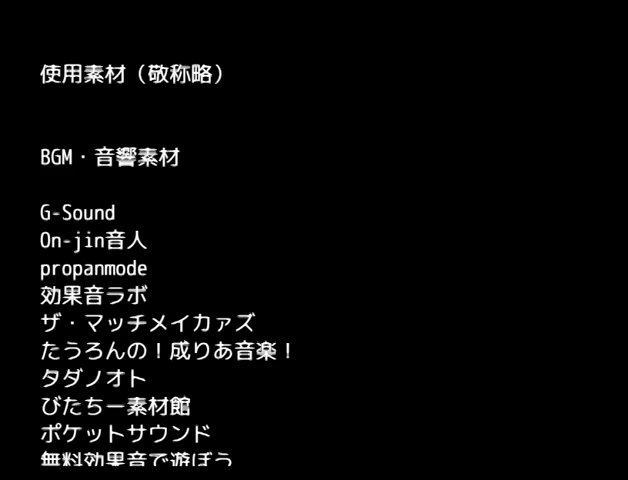 使用素材（敬称略）
BGM・音響素材
G-Sound
On-jin音人
propanmode
効果音ラボ
ザ・マッチメイカァズ
たうろんの！成りあ音楽！
タダノオト
びたちー素材館
ポケットサウンド
無料効果音で遊ぼう